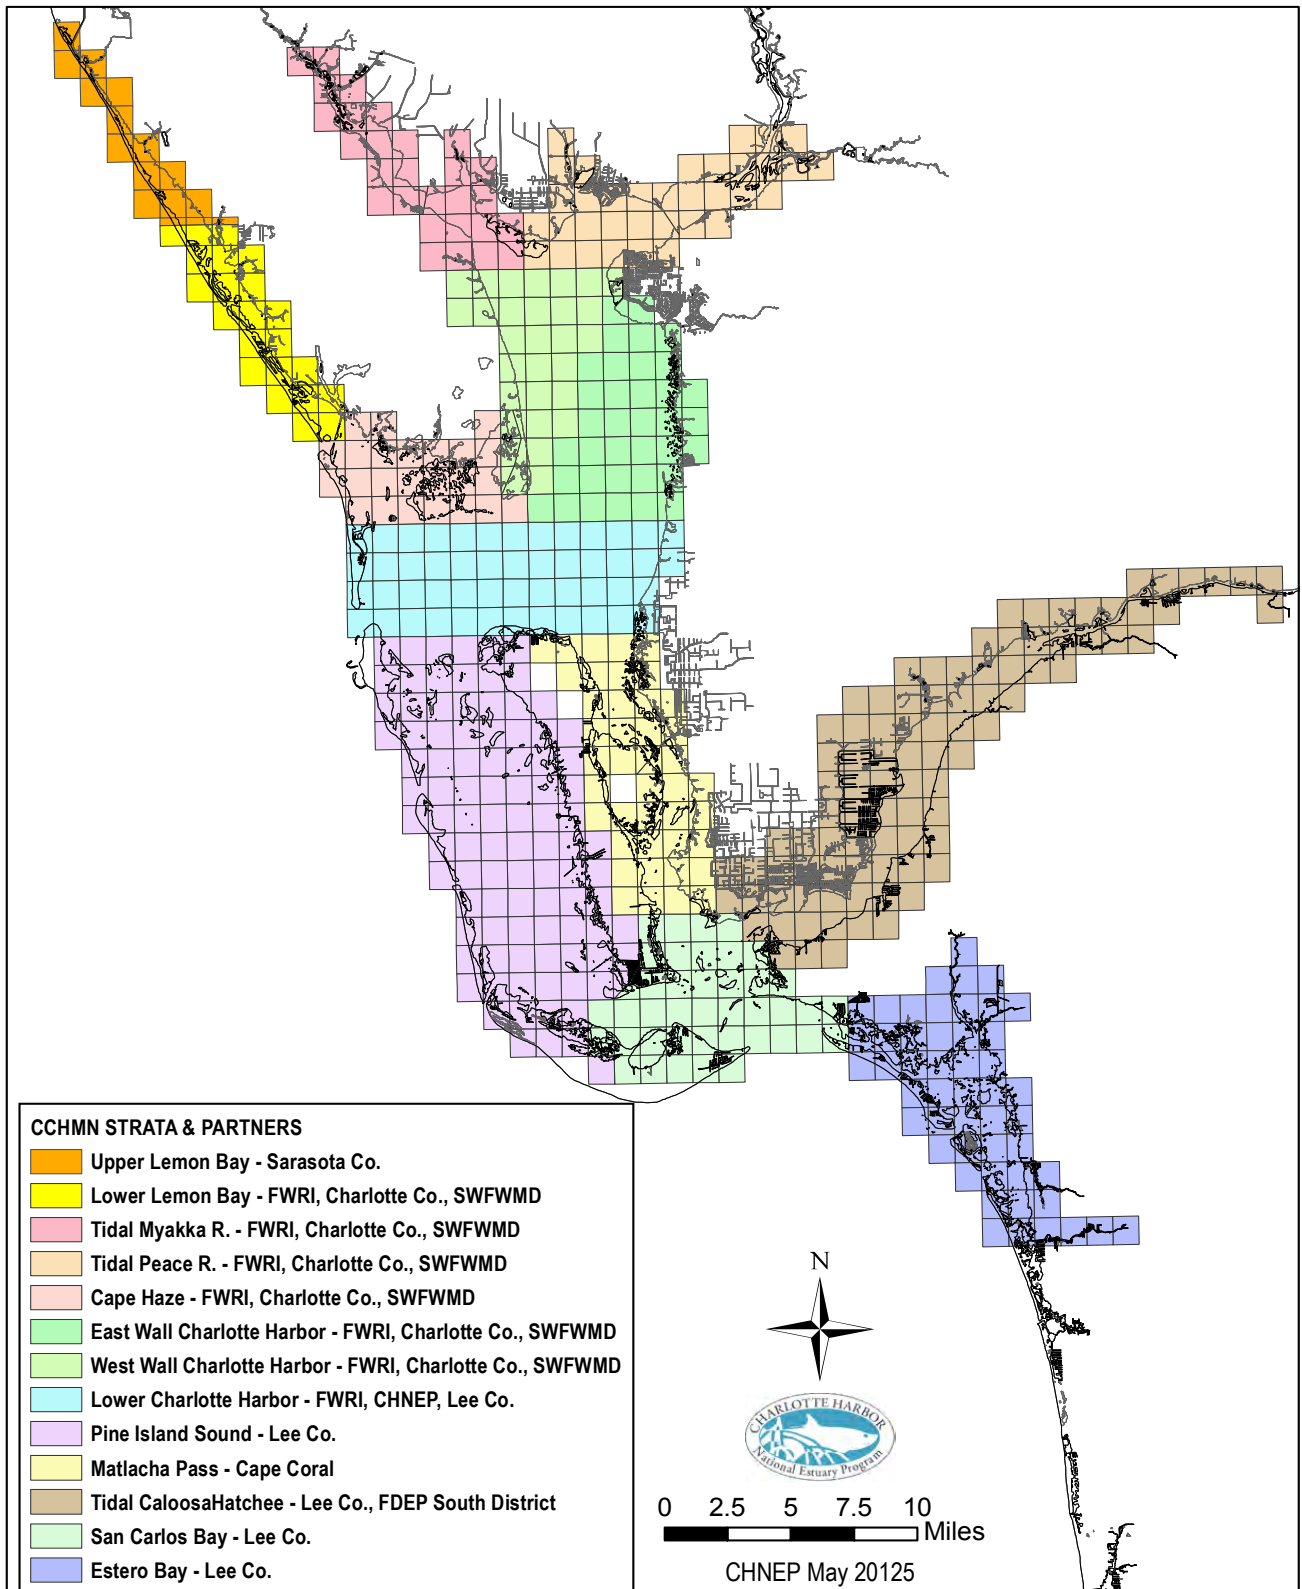 CCHMN STRATA & PARTNERS
Upper Lemon Bay - Sarasota Co.
Lower Lemon Bay - FWRI, Charlotte Co., SWFWMD
Tidal Myakka R. - FWRI, Charlotte Co., SWFWMD
Tidal Peace R. - FWRI, Charlotte Co., SWFWMD
Cape Haze - FWRI, Charlotte Co., SWFWMD
East Wall Charlotte Harbor - FWRI, Charlotte Co., SWFWMD
West Wall Charlotte Harbor - FWRI, Charlotte Co., SWFWMD
Lower Charlotte Harbor - FWRI, CHNEP, Lee Co.
Pine Island Sound - Lee Co.
Matlacha Pass - Cape Coral
Tidal CaloosaHatchee - Lee Co., FDEP South District
San Carlos Bay - Lee Co.
Estero Bay - Lee Co.
N
CHARLOTTE HARBOR
National Estuary Program
0 2.5 5 7.5 10
Miles
CHNEP May 20125